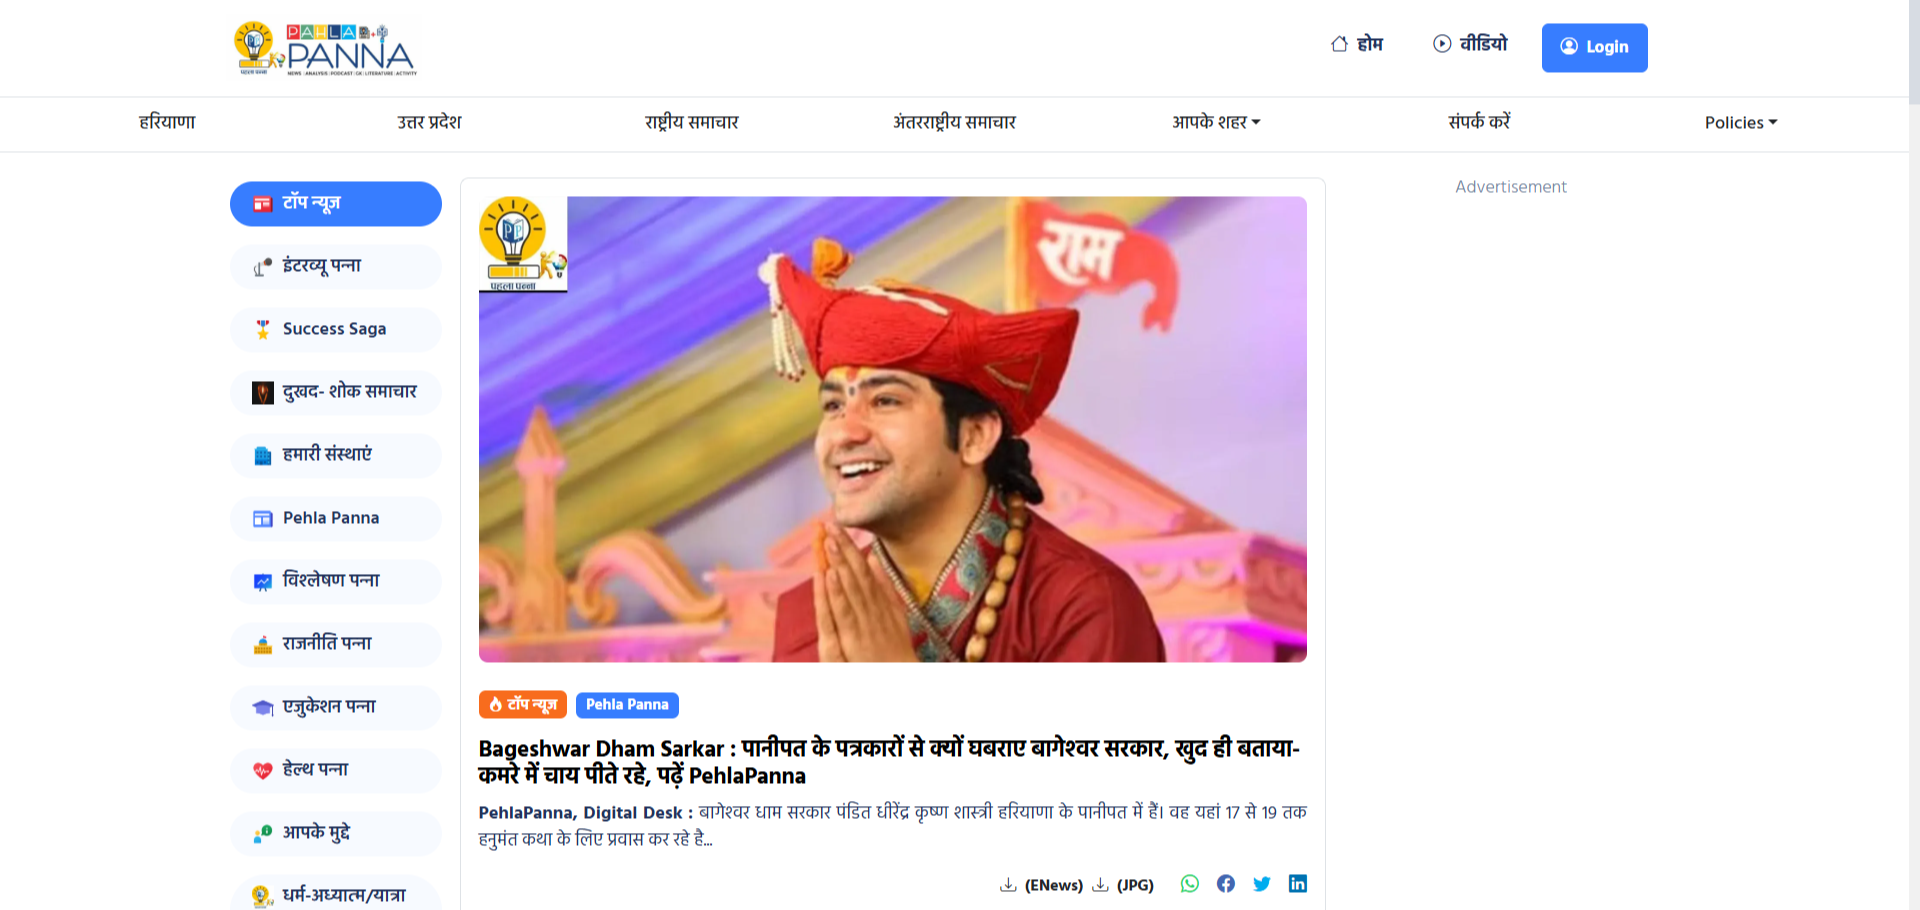 PAHLA
PANNA
पहला पन्ना
NEWS | ANALYSIS | PODCAST | GK | LITERATURE | ACTIVITY
होम
वीडियो
Login
हरियाणा
उत्तर प्रदेश
राष्ट्रीय समाचार
अंतरराष्ट्रीय समाचार
आपके शहर
संपर्क करें
Policies
टॉप न्यूज
इंटरव्यू पन्ना
Success Saga
दुखद- शोक समाचार
हमारी संस्थाएं
Pehla Panna
विश्लेषण पन्ना
राजनीति पन्ना
एजुकेशन पन्ना
हेल्थ पन्ना
आपके मुद्दे
धर्म-अध्यात्म/यात्रा
PP
पहला पन्ना
राम
टॉप न्यूज
Pehla Panna
Bageshwar Dham Sarkar : पानीपत के पत्रकारों से क्यों घबराए बागेश्वर सरकार, खुद ही बताया-
कमरे में चाय पीते रहे, पढ़ें PehlaPanna
PehlaPanna, Digital Desk : बागेश्वर धाम सरकार पंडित धीरेंद्र कृष्ण शास्त्री हरियाणा के पानीपत में हैं। वह यहां 17 से 19 तक
हनुमंत कथा के लिए प्रवास कर रहे है...
(ENews)
(JPG)
Advertisement